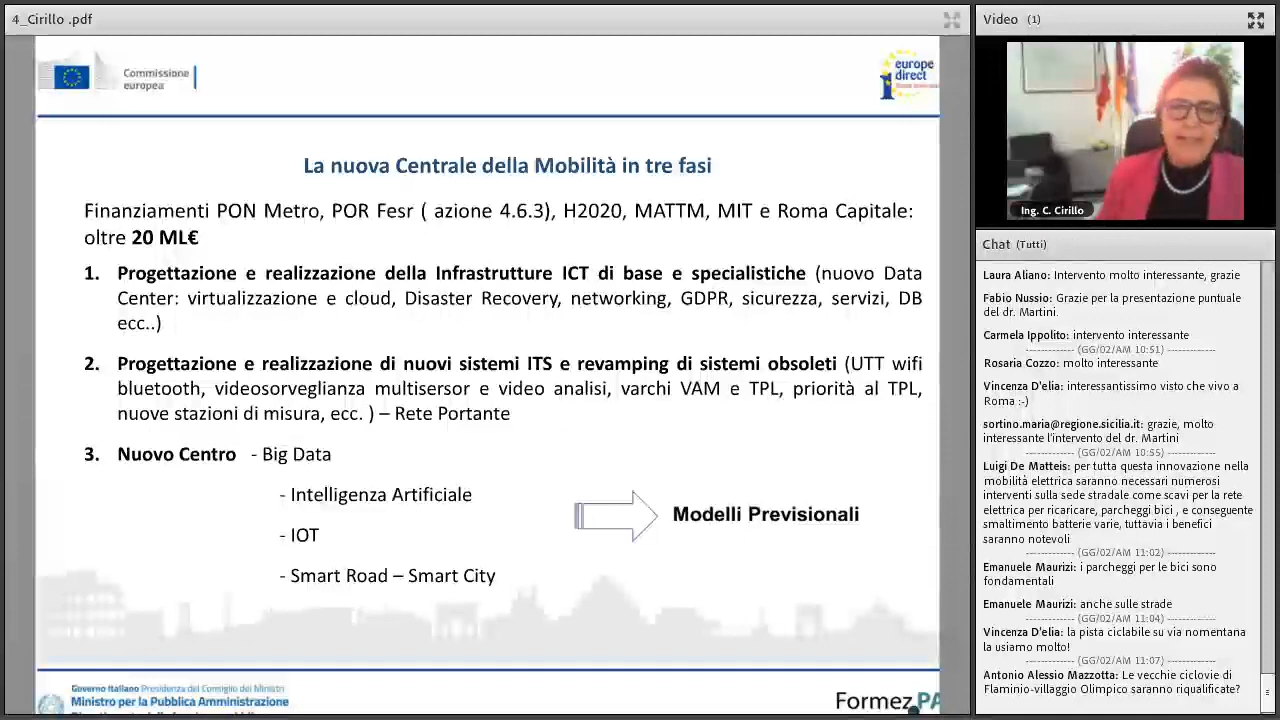 4_Cirillo .pdf
Commissione
europea
europe
direct
La nuova Centrale della Mobilità in tre fasi
Finanziamenti PON Metro, POR Fesr ( azione 4.6.3), H2020, MATTM, MIT e Roma Capitale:
oltre 20 ML€
1. Progettazione e realizzazione della Infrastrutture ICT di base e specialistiche (nuovo Data
Center: virtualizzazione e cloud, Disaster Recovery, networking, GDPR, sicurezza, servizi, DB
ecc..)
2. Progettazione e realizzazione di nuovi sistemi ITS e revamping di sistemi obsoleti (UTT wifi
bluetooth, videosorveglianza multisersor e video analisi, varchi VAM e TPL, priorità al TPL,
nuove stazioni di misura, ecc. ) – Rete Portante
3. Nuovo Centro - Big Data
- Intelligenza Artificiale
- IOT
- Smart Road – Smart City
Modelli Previsionali
Governo Italiano Presidenza del Consiglio dei Ministri
Ministro per la Pubblica Amministrazione
Formez PA
Video (1)
Ing. C. Cirillo
Chat (Tutti)
Laura Aliano: Intervento molto interessante, grazie
Fabio Nussio: Grazie per la presentazione puntuale
del dr. Martini.
Carmela Ippolito: intervento interessante
------------ (GG/02/AM 10:51) ------------
Rosaria Cozzo: molto interessante
Vincenza D'elia: interessantissimo visto che vivo a
Roma :-)
sortino.maria@regione.sicilia.it: grazie, molto
interessante l'intervento del dr. Martini
------------ (GG/02/AM 10:55) ------------
Luigi De Matteis: per tutta questa innovazione nella
mobilità elettrica saranno necessari numerosi
interventi sulla sede stradale come scavi per la rete
elettrica per ricaricare, parcheggi bici , e conseguente
smaltimento batterie varie, tuttavia i benefici
saranno notevoli
------------ (GG/02/AM 11:02) ------------
Emanuele Maurizi: i parcheggi per le bici sono
fondamentali
Emanuele Maurizi: anche sulle strade
------------ (GG/02/AM 11:04) ------------
Vincenza D'elia: la pista ciclabile su via nomentana
la usiamo molto!
------------ (GG/02/AM 11:07) ------------
Antonio Alessio Mazzotta: Le vecchie ciclovie di
Flaminio-villaggio Olimpico saranno riqualificate?